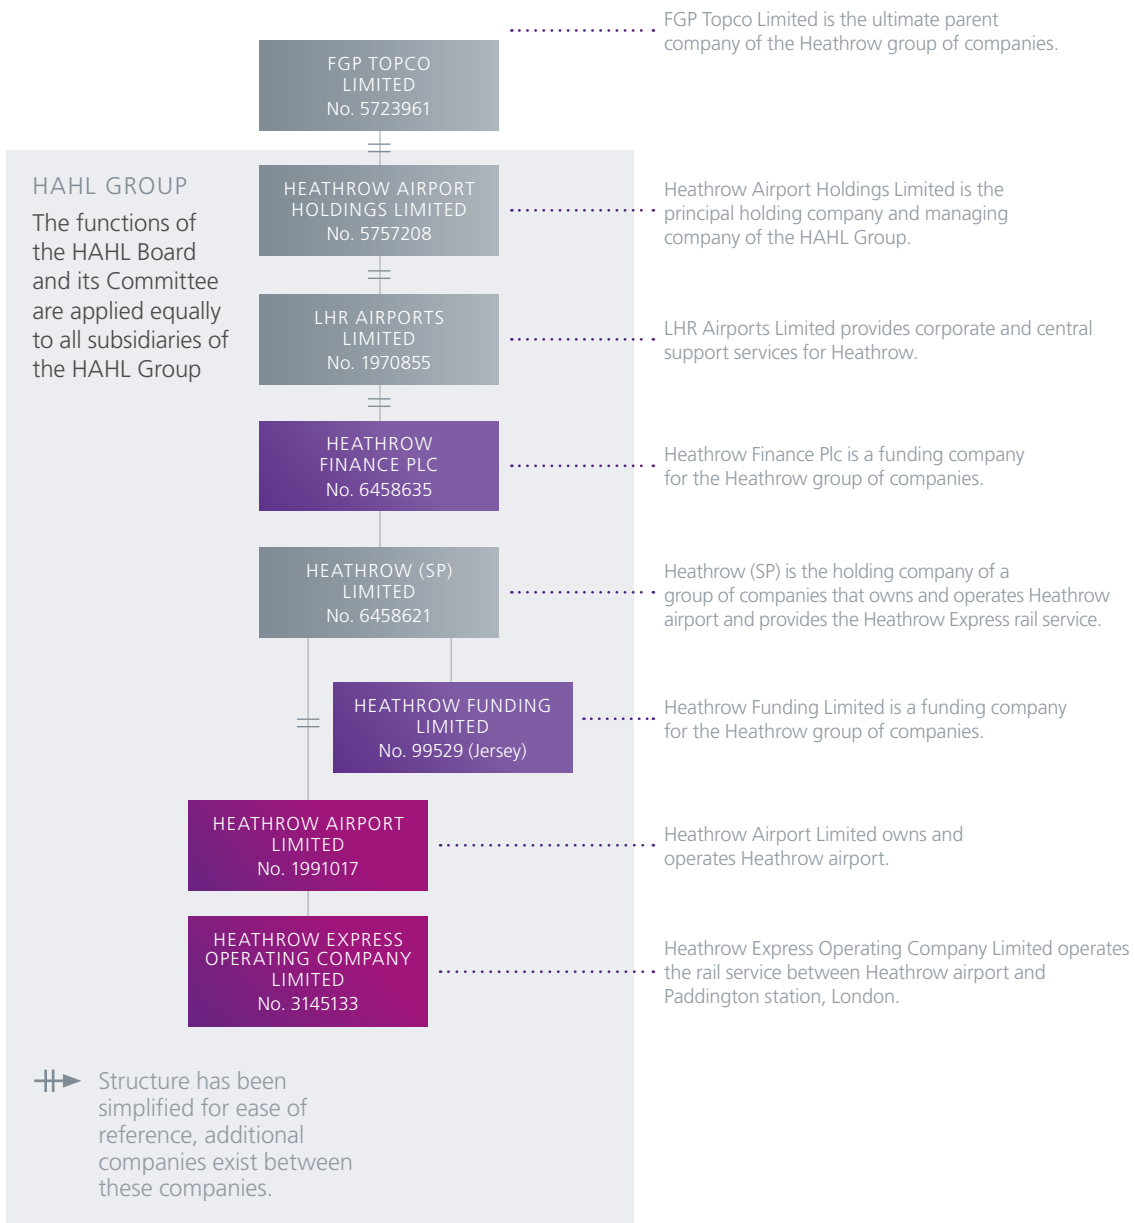 FGP TOPCO
LIMITED
No. 5723961
FGP Topco Limited is the ultimate parent
company of the Heathrow group of companies.
HAHL GROUP
The functions of
the HAHL Board
and its Committee
are applied equally
to all subsidiaries of
the HAHL Group
HEATHROW AIRPORT
HOLDINGS LIMITED
No. 5757208
Heathrow Airport Holdings Limited is the
principal holding company and managing
company of the HAHL Group.
LHR AIRPORTS
LIMITED
No. 1970855
LHR Airports Limited provides corporate and central
support services for Heathrow.
HEATHROW
FINANCE PLC
No. 6458635
Heathrow Finance Plc is a funding company
for the Heathrow group of companies.
HEATHROW (SP)
LIMITED
No. 6458621
Heathrow (SP) is the holding company of a
group of companies that owns and operates Heathrow
airport and provides the Heathrow Express rail service.
HEATHROW FUNDING
LIMITED
No. 99529 (Jersey)
Heathrow Funding Limited is a funding company
for the Heathrow group of companies.
HEATHROW AIRPORT
LIMITED
No. 1991017
Heathrow Airport Limited owns and
operates Heathrow airport.
HEATHROW EXPRESS
OPERATING COMPANY
LIMITED
No. 3145133
Heathrow Express Operating Company Limited operates
the rail service between Heathrow airport and
Paddington station, London.
Structure has been
simplified for ease of
reference, additional
companies exist between
these companies.